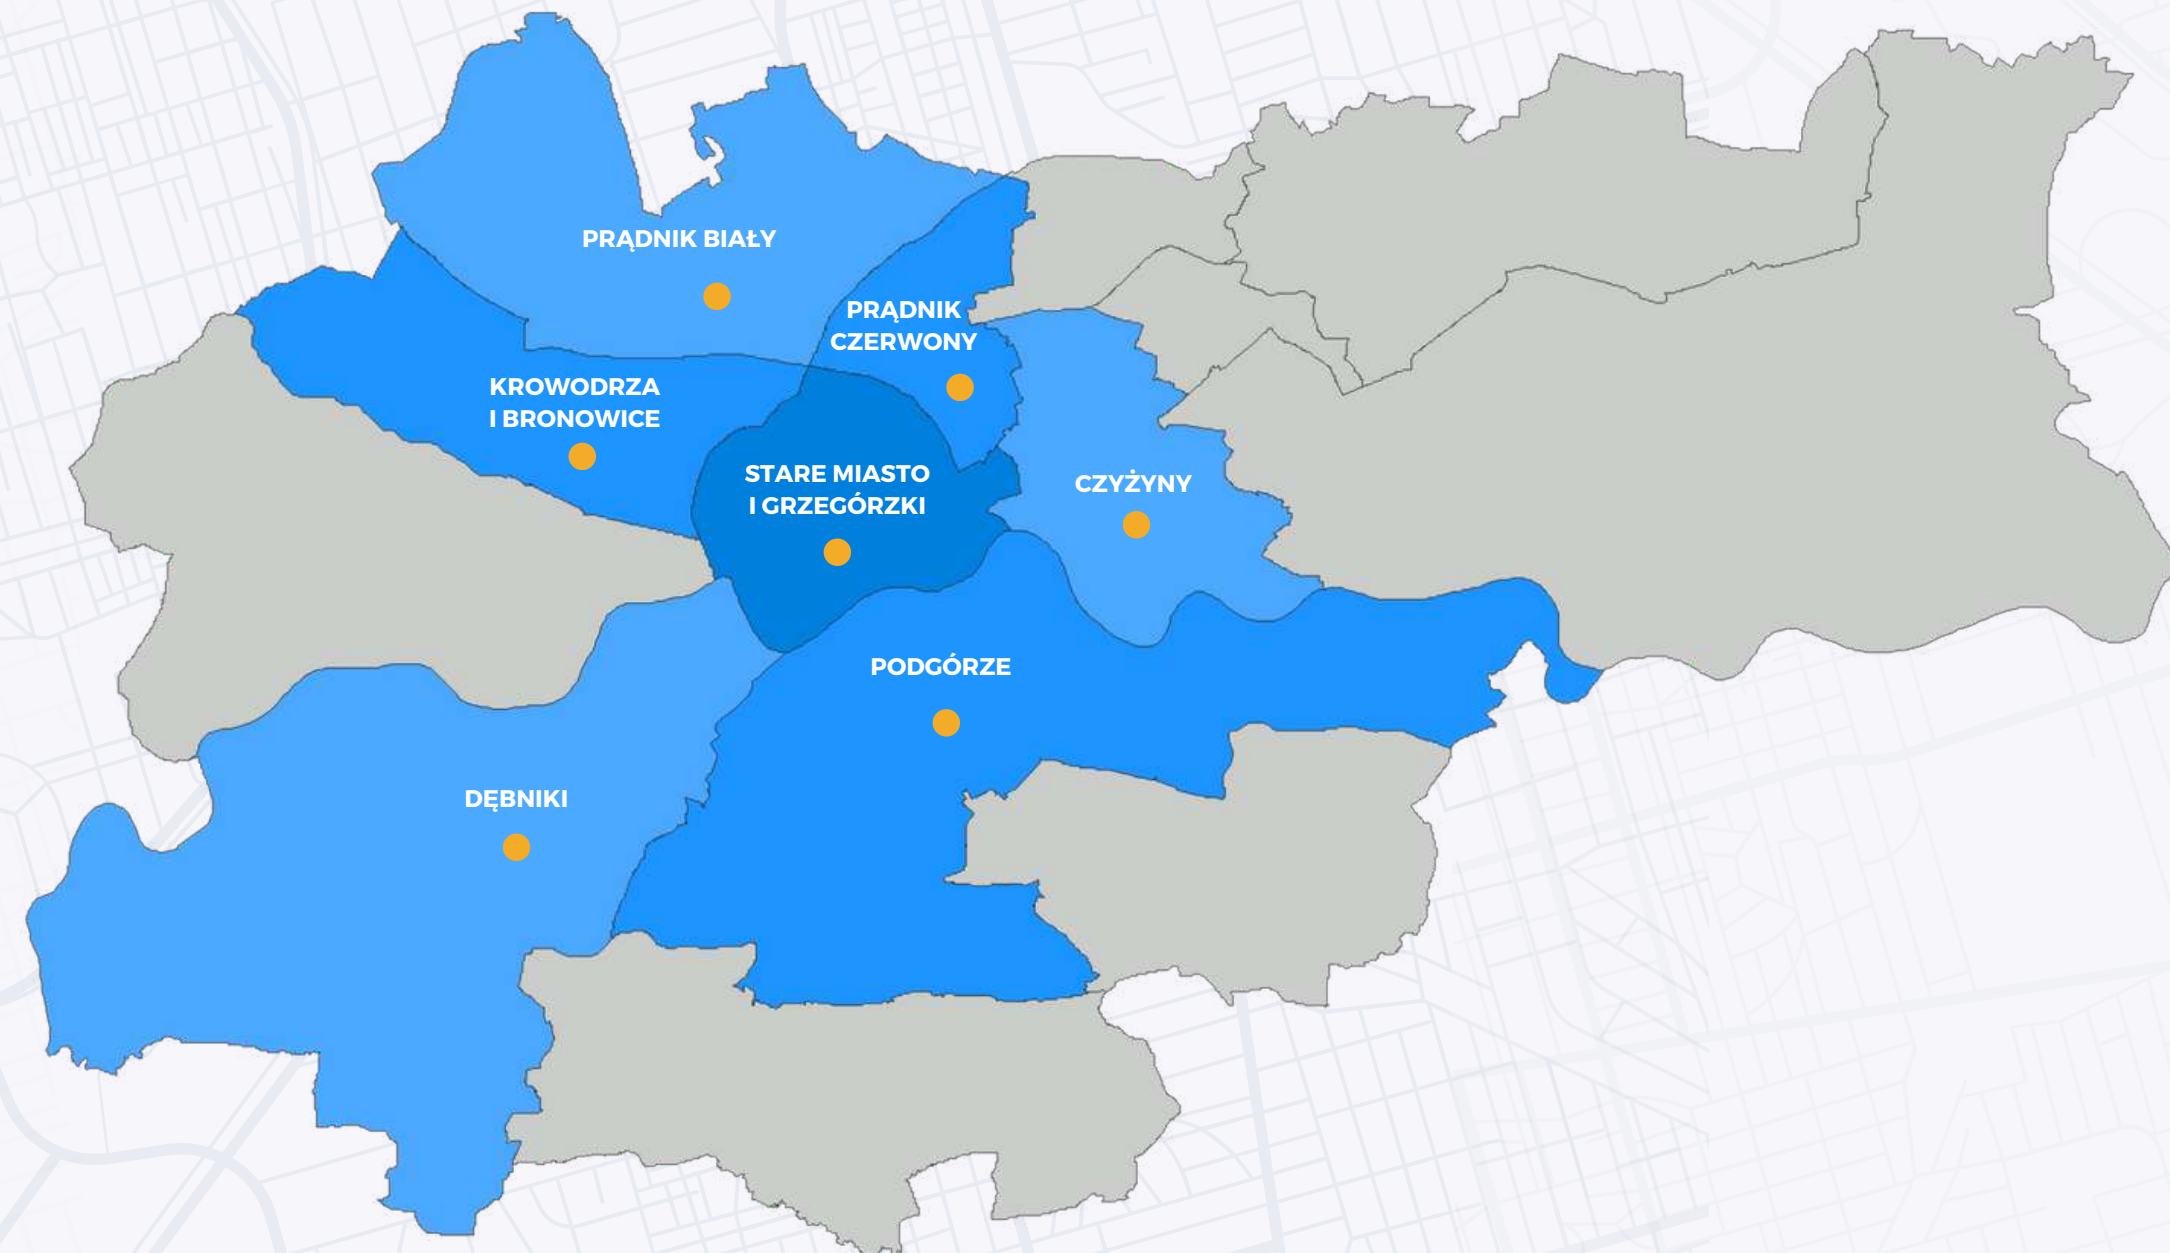 PRĄDNIK BIAŁY
PRĄDNIK
CZERWONY
KROWODRZA
I BRONOWICE
STARE MIASTO
I GRZEGÓRZKI
CZYŻYNY
PODGÓRZE
DĘBNIKI